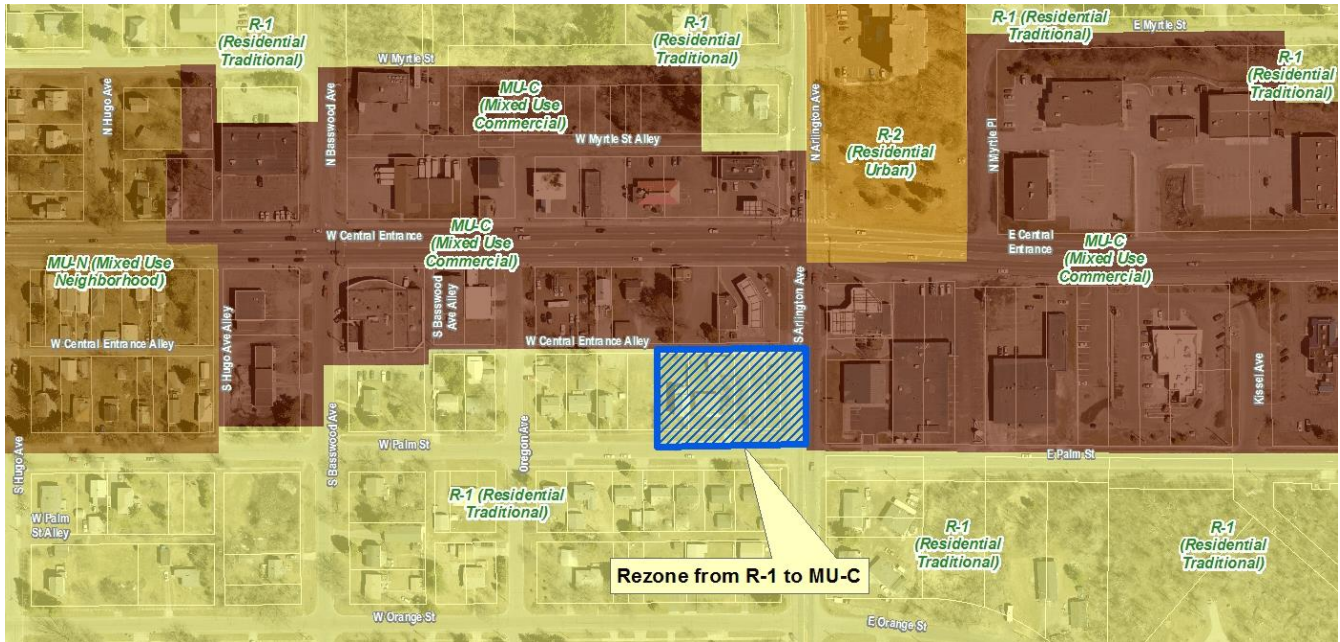 R-1
(Residential
Traditional)
W Myrtle St
R-1
(Residential
Traditional)
R-1
(Residential
Traditional)
E Myrtle St
R-1
(Residential
Traditional)
N Hugo Ave
N Basswood Ave
MU-C
(Mixed Use
Commercial)
W Myrtle St Alley
N Arlington Ave
R-2
(Residential
Urban)
N Myrtle Pl
W Central Entrance
MU-C
(Mixed Use
Commercial)
E Central
Entrance
MU-C
(Mixed Use
Commercial)
MU-N (Mixed Use
Neighborhood)
S Hugo Ave Alley
S Basswood
Ave Alley
S Arlington Ave
W Central Entrance Alley
W Central Entrance Alley
Kissel Ave
S Hugo Ave
S Basswood Ave
W Palm St
Oregon Ave
E Palm St
R-1 (Residential
Traditional)
W Palm
St Alley
R-1
(Residential
Traditional)
R-1
(Residential
Traditional)
Rezone from R-1 to MU-C
W Orange St
E Orange St